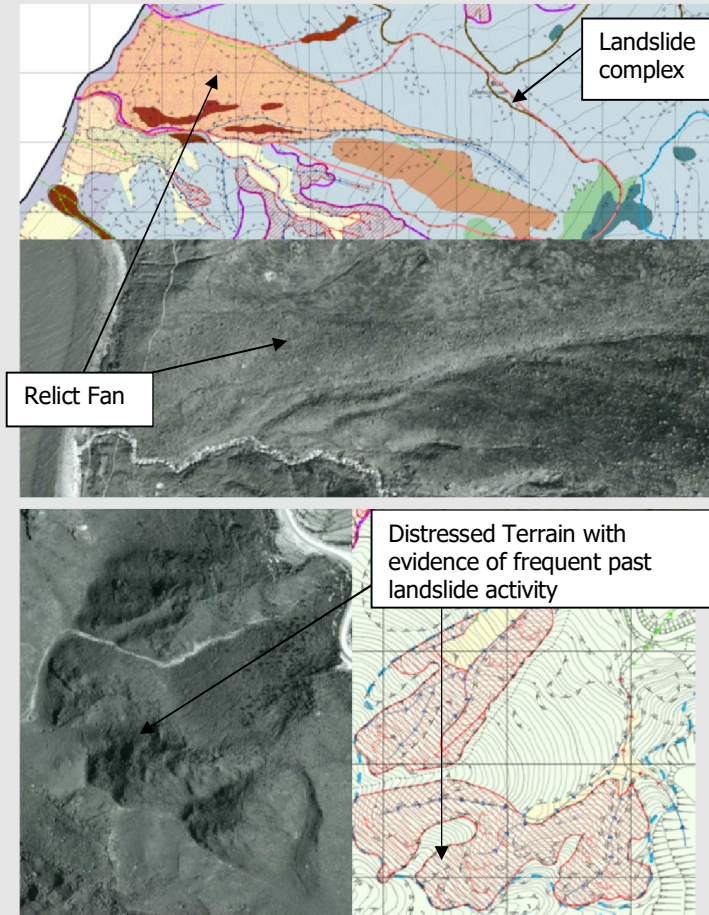 Landslide
complex
Relict Fan
Distressed Terrain with
evidence of frequent past
landslide activity